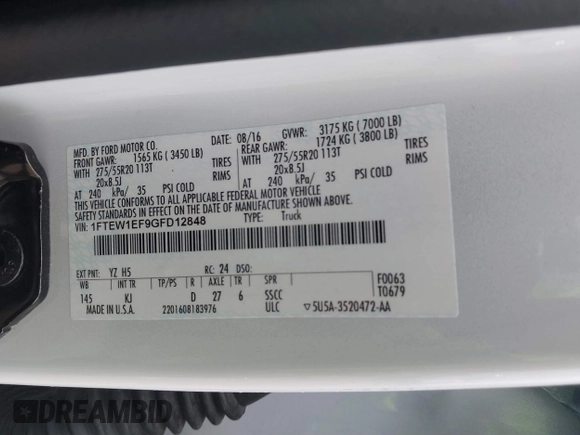 MFD. BY FORD MOTOR CO.
DATE: 08/16 GVWR: 3175 KG (7000 LB)
FRONT GAWR: 1565 KG (3450 LB) REAR GAWR: 1724 KG (3800 LB)
WITH 275/55R20 113T TIRES WITH 275/55R20 113T TIRES
20x8.5J RIMS 20x8.5J RIMS
AT 240 kPa/ 35 PSI COLD AT 240 kPa/ 35 PSI COLD
THIS VEHICLE CONFORMS TO ALL APPLICABLE FEDERAL MOTOR VEHICLE
SAFETY STANDARDS IN EFFECT ON THE DATE OF MANUFACTURE SHOWN ABOVE.
VIN: 1FTEW1EF9GFD12848 TYPE: Truck
EXT PNT: YZ H5 RC: 24 DSO:
WB INT TR TP/PS R AXLE TR SPR F0063
145 KJ D 27 6 SSCC T0679
MADE IN U.S.A. 2201608183976 ULC ▽5U5A-3520472-AA
DREAMBID